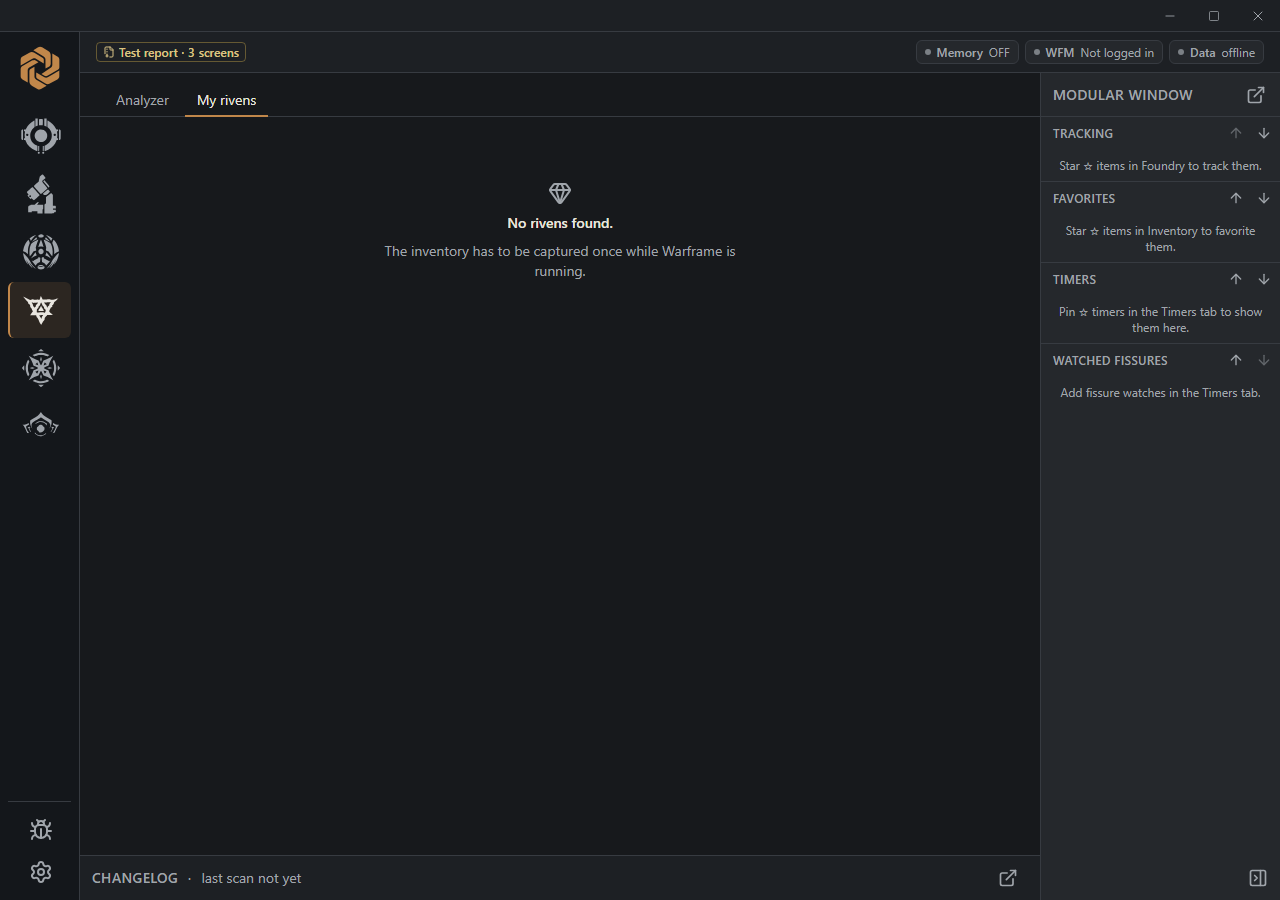 Test report · 3 screens
Memory OFF
WFM Not logged in
Data offline
Analyzer
My rivens
No rivens found.
The inventory has to be captured once while Warframe is
running.
MODULAR WINDOW
TRACKING
Star ☆ items in Foundry to track them.
FAVORITES
Star ☆ items in Inventory to favorite
them.
TIMERS
Pin ☆ timers in the Timers tab to show
them here.
WATCHED FISSURES
Add fissure watches in the Timers tab.
CHANGELOG · last scan not yet